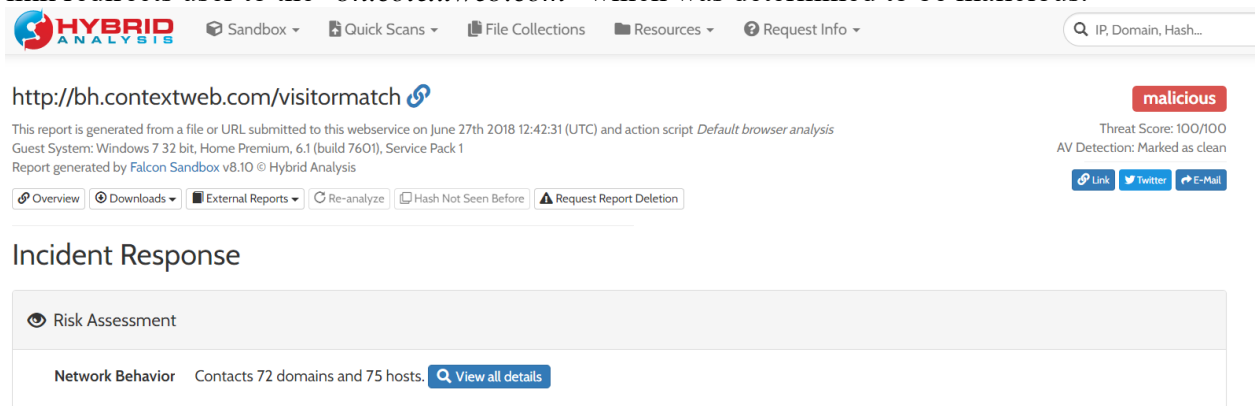 HYBRID ANALYSIS Sandbox Quick Scans File Collections Resources Request Info IP, Domain, Hash...
http://bh.contextweb.com/visitormatch malicious
This report is generated from a file or URL submitted to this webservice on June 27th 2018 12:42:31 (UTC) and action script Default browser analysis Threat Score: 100/100
Guest System: Windows 7 32 bit, Home Premium, 6.1 (build 7601), Service Pack 1 AV Detection: Marked as clean
Report generated by Falcon Sandbox v8.10 © Hybrid Analysis
Link Twitter E-Mail
Overview Downloads External Reports Re-analyze Hash Not Seen Before Request Report Deletion
Incident Response
Risk Assessment
Network Behavior Contacts 72 domains and 75 hosts. View all details